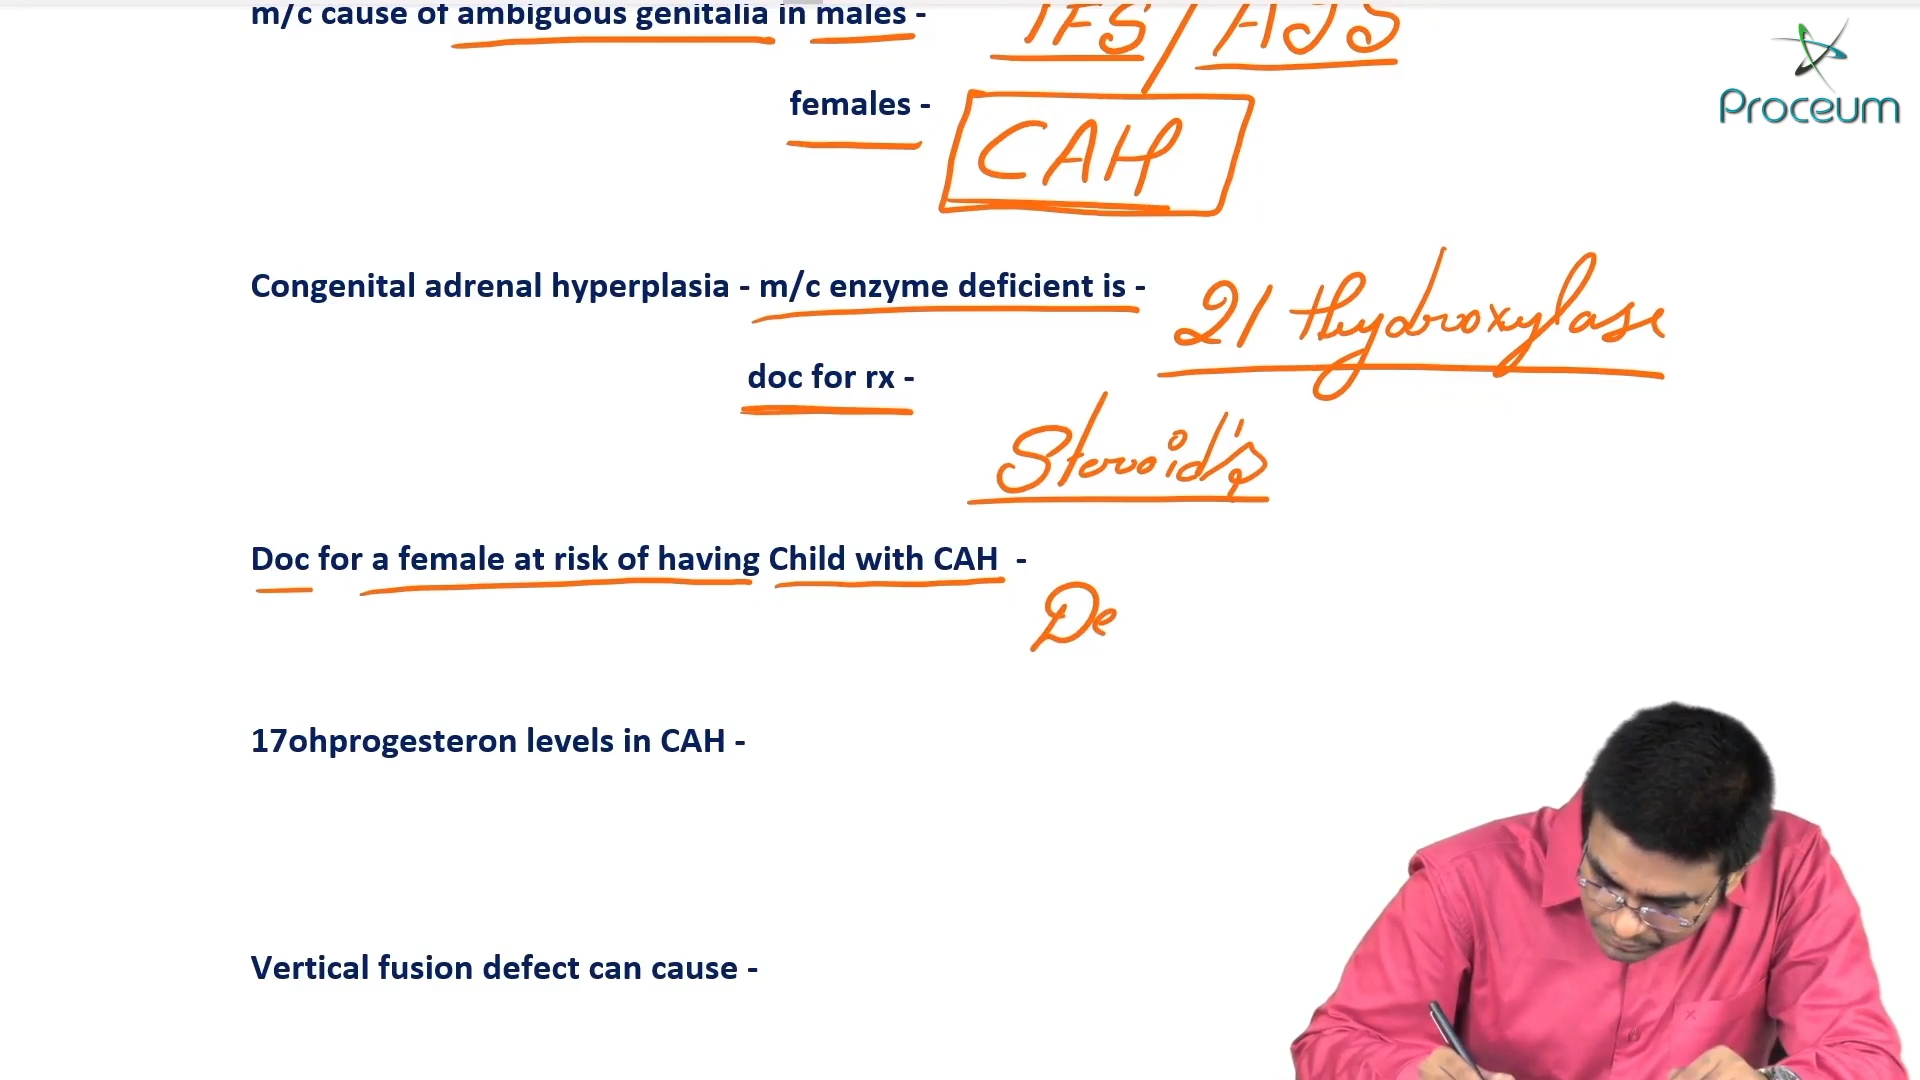 m/c cause of ambiguous genitalia in males - TFS / AIS
Proceum
females - CAH
Congenital adrenal hyperplasia - m/c enzyme deficient is - 21 Hydroxylase
doc for rx -
Steroid's
Doc for a female at risk of having Child with CAH -
De
17ohprogesteron levels in CAH -
Vertical fusion defect can cause -